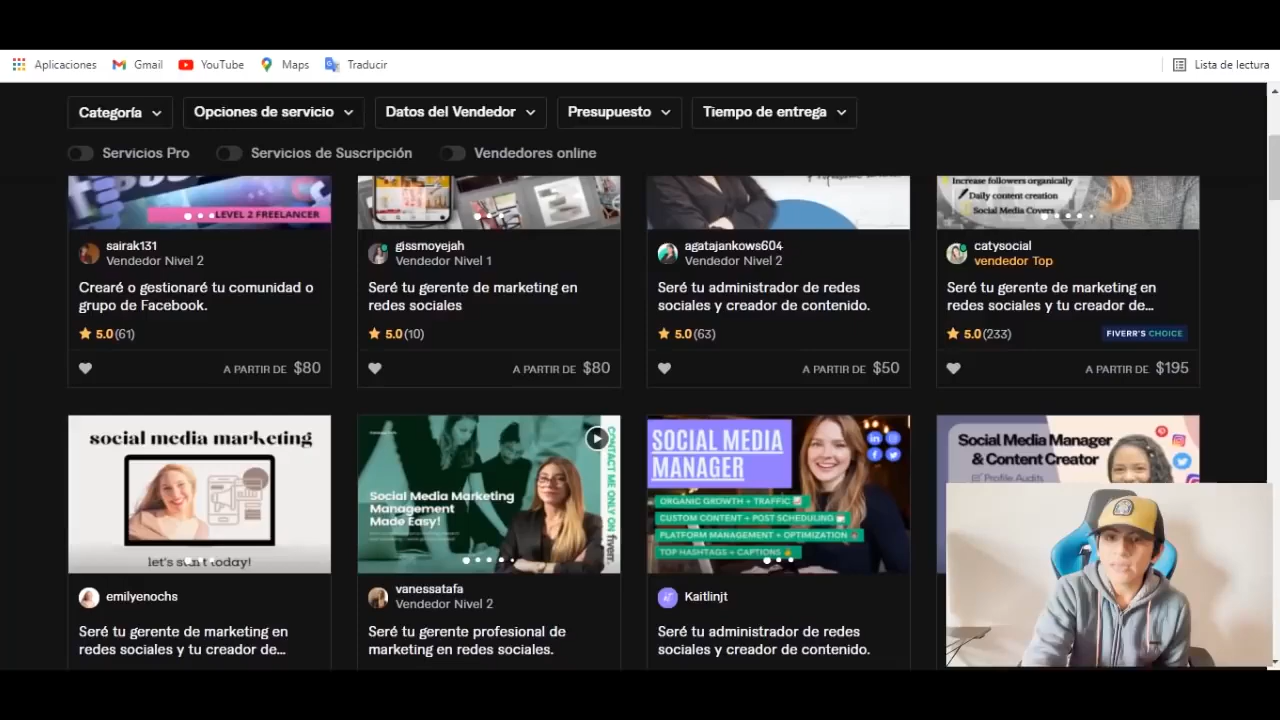 Aplicaciones
Gmail
YouTube
Maps
Traducir
Lista de lectura
Categoría
Opciones de servicio
Datos del Vendedor
Presupuesto
Tiempo de entrega
Servicios Pro
Servicios de Suscripción
Vendedores online
LEVEL 2 FREELANCER
Increase followers organically
Daily content creation
Social Media Covers
sairak131
Vendedor Nivel 2
Crearé o gestionaré tu comunidad o
grupo de Facebook.
5.0(61)
A PARTIR DE $80
gissmoyejah
Vendedor Nivel 1
Seré tu gerente de marketing en
redes sociales
5.0(10)
A PARTIR DE $80
agatajankows604
Vendedor Nivel 2
Seré tu administrador de redes
sociales y creador de contenido.
5.0(63)
A PARTIR DE $50
catysocial
vendedor Top
Seré tu gerente de marketing en
redes sociales y tu creador de...
5.0(233)
FIVERR'S CHOICE
A PARTIR DE $195
social media marketing
let's start today!
emilyenochs
Seré tu gerente de marketing en
redes sociales y tu creador de...
Social Media Marketing
Management
Made Easy!
CONTACT ME ONLY ON fiverr.
vanessatafa
Vendedor Nivel 2
Seré tu gerente profesional de
marketing en redes sociales.
SOCIAL MEDIA
MANAGER
ORGANIC GROWTH + TRAFFIC
CUSTOM CONTENT + POST SCHEDULING
PLATFORM MANAGEMENT + OPTIMIZATION
TOP HASHTAGS + CAPTIONS
Kaitlinjt
Seré tu administrador de redes
sociales y creador de contenido.
Social Media Manager
& Content Creator
Profile Audits